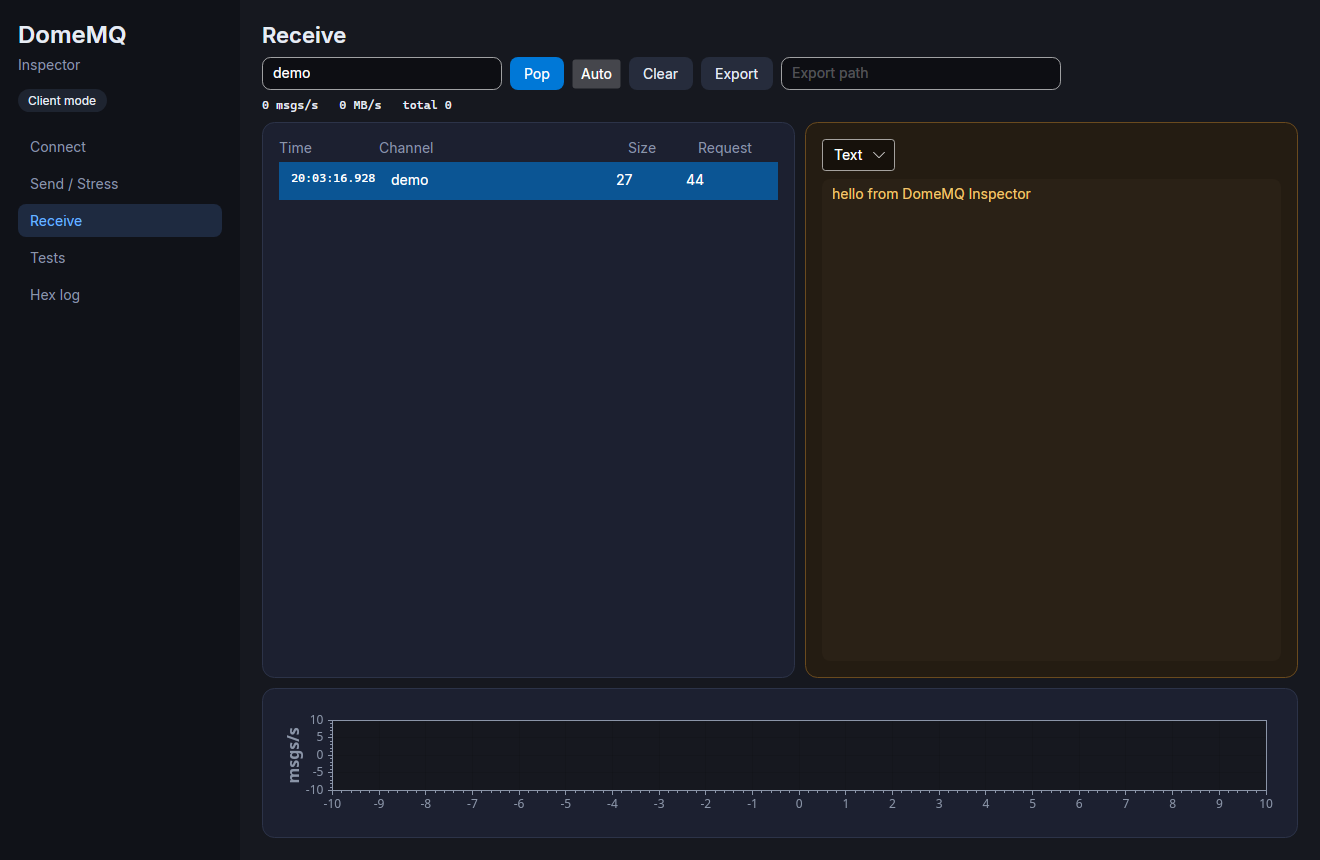 DomeMQ
Inspector
Client mode
Connect
Send / Stress
Receive
Tests
Hex log
Receive
demo Pop Auto Clear Export Export path
0 msgs/s 0 MB/s total 0
Time Channel Size Request
20:03:16.928 demo 27 44
Text
hello from DomeMQ Inspector
msgs/s
10
5
0
-5
-10
-10 -9 -8 -7 -6 -5 -4 -3 -2 -1 0 1 2 3 4 5 6 7 8 9 10